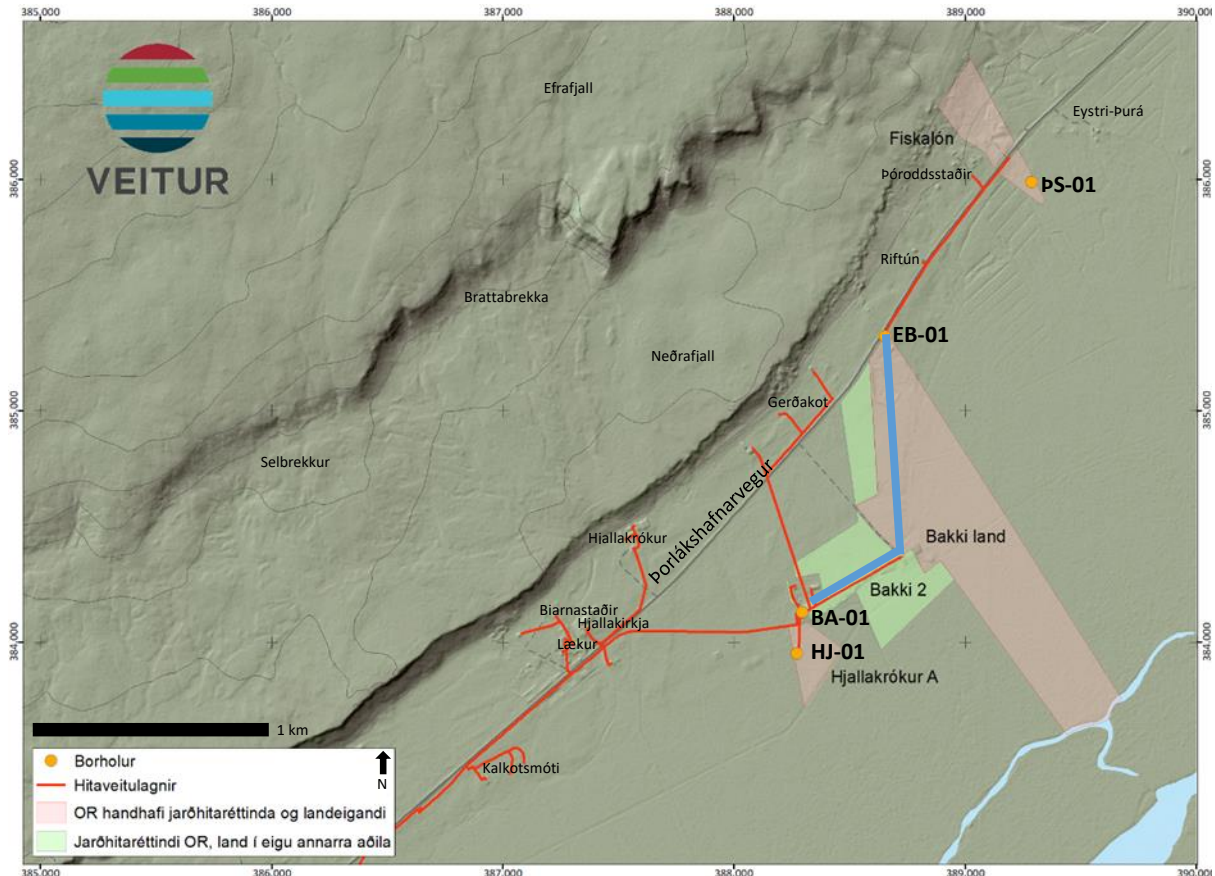 385.000 386.000 387.000 388.000 389.000 390.000
VEITUR
Efrafjall
Eystri-Þurá
Fiskalón
386.000
386.000
Þóroddsstaðir
ÞS-01
Riftún
Brattabrekka
EB-01
Neðrafjall
385.000
385.000
Gerðakot
Selbrekkur
Þorlákshafnarvegur
Hjallakrókur
Bakki land
Bakki 2
Biarnastaðir
BA-01
Hjallakirkja
384.000
384.000
Lækur
HJ-01
Hjallakrókur A
1 km
Kalkotsmóti
Borholur
N
Hitaveitulagnir
OR handhafi jarðhitaréttinda og landeigandi
Jarðhitaréttindi OR, land í eigu annarra aðila
385.000 386.000 387.000 388.000 389.000 390.000